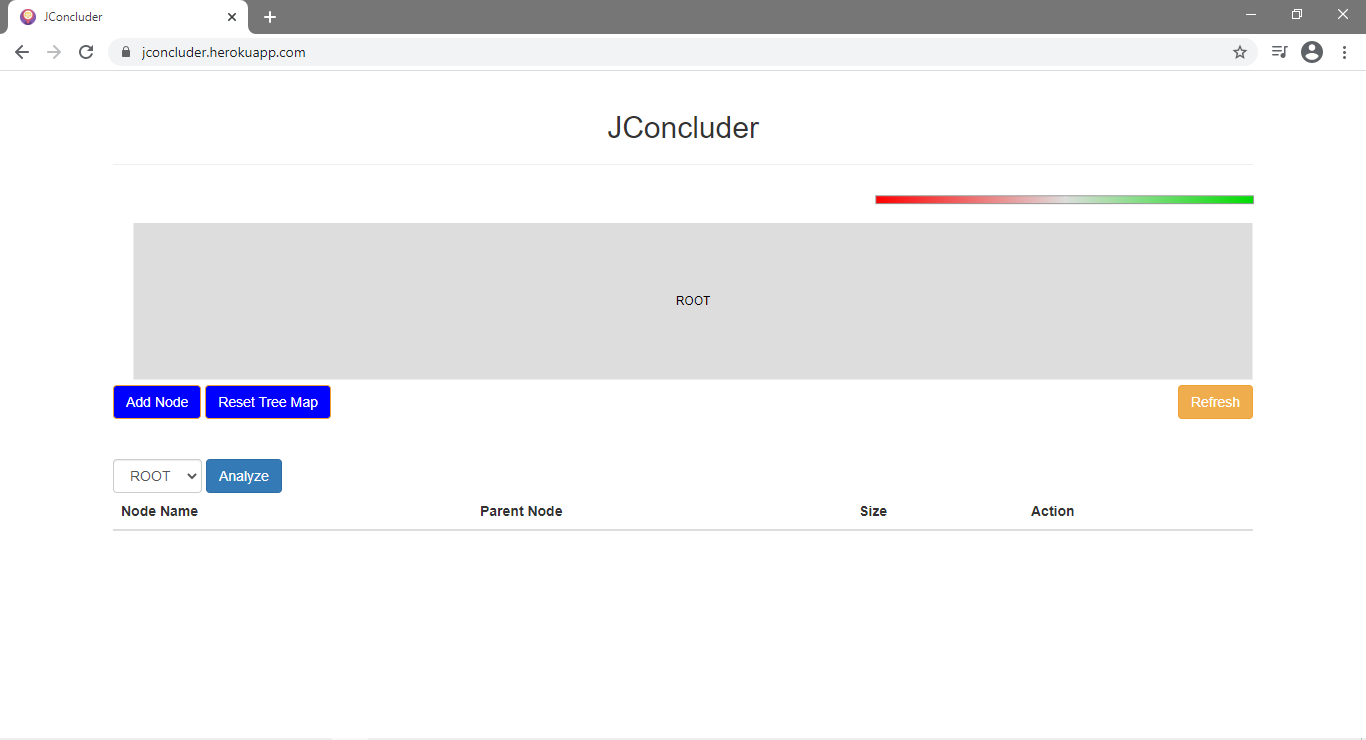 JConcluder
jconcluder.herokuapp.com
JConcluder
ROOT
Add Node Reset Tree Map Refresh
ROOT Analyze
Node Name Parent Node Size Action